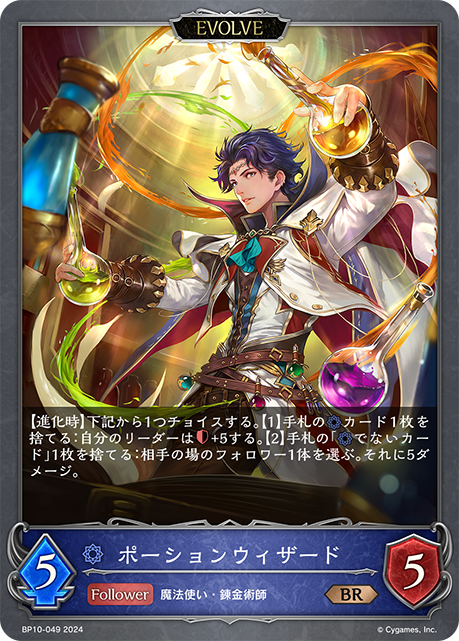 EVOLVE
【進化時】下記から1つチョイスする。【1】手札のカード1枚を
捨てる：自分のリーダーは+5する。【2】手札の「でないカー
ド」1枚を捨てる：相手の場のフォロワー1体を選ぶ。それに5ダ
メージ。
ポーションウィザード
5
5
Follower 魔法使い・錬金術師 BR
BP10-049 2024 © Cygames, Inc.